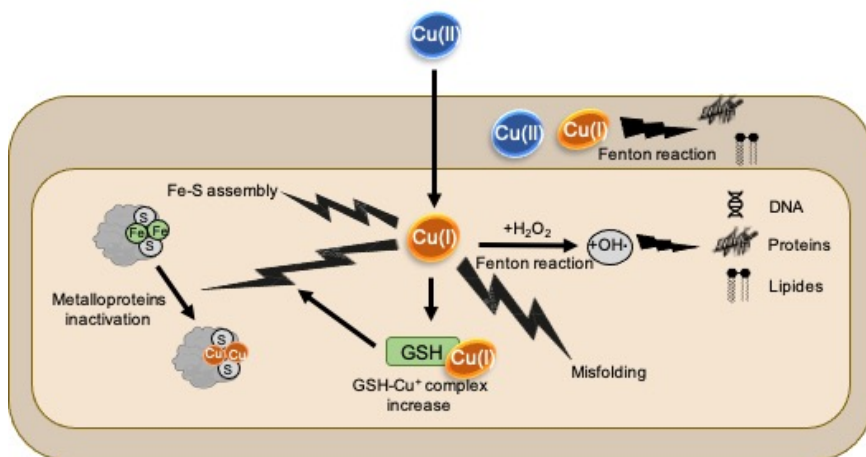 Cu(II)
Cu(II)
Cu(I)
Fenton reaction
Fe-S assembly
S
Fe
Fe
S
Cu(I)
+H₂O₂
Fenton reaction
+OH·
DNA
Proteins
Lipides
Metalloproteins
inactivation
S
Cu
Cu
S
GSH
Cu(I)
GSH-Cu⁺ complex
increase
Misfolding